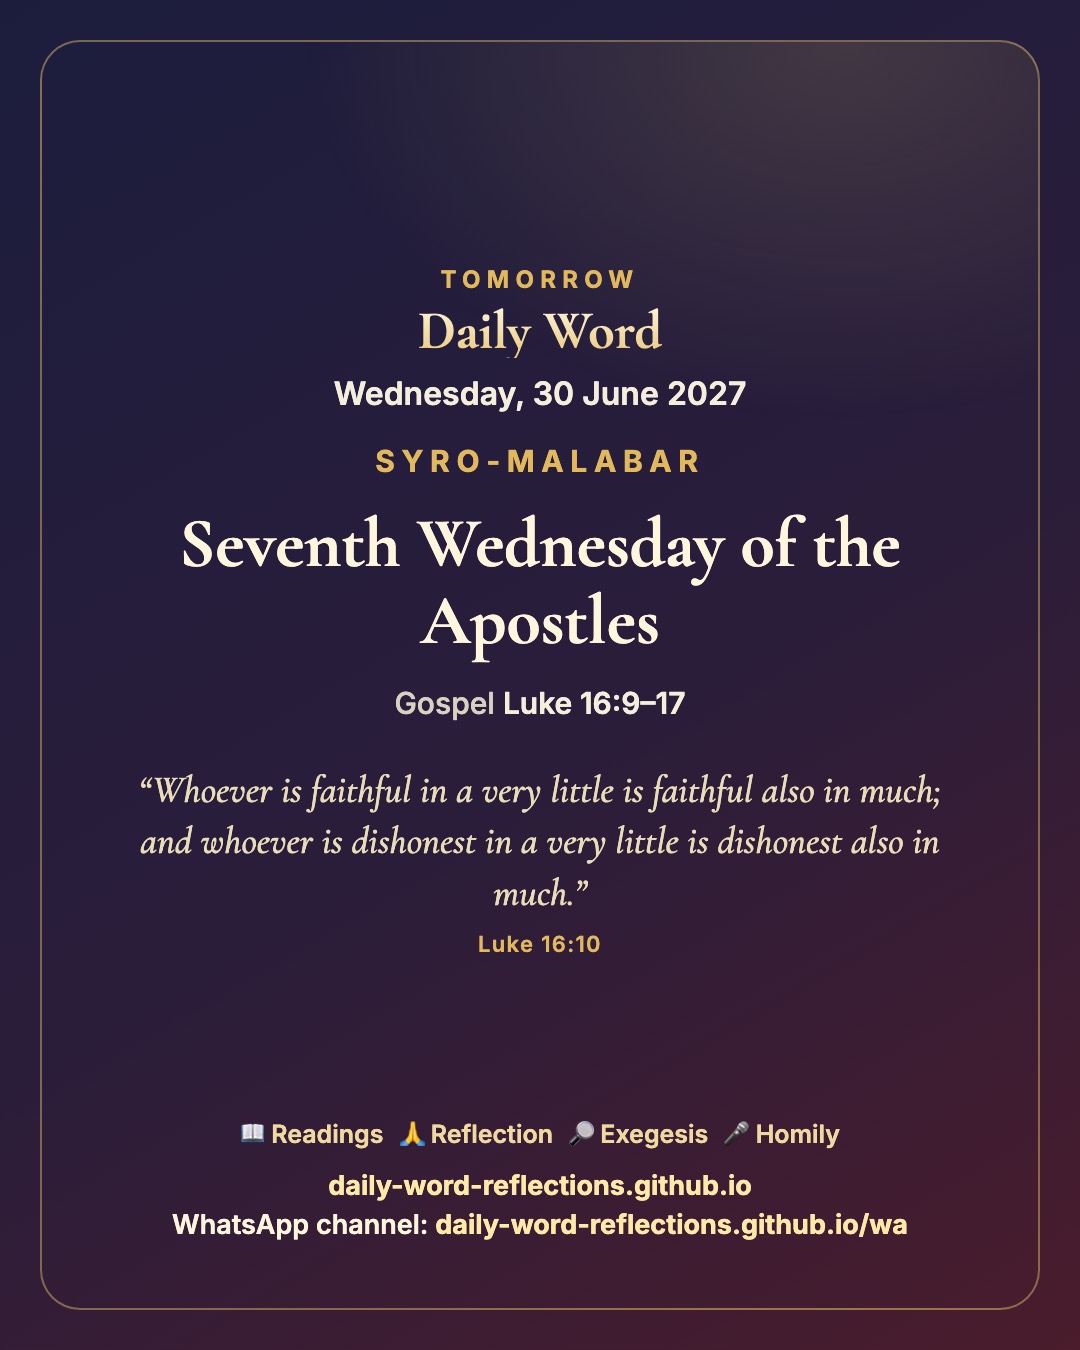 TOMORROW
Daily Word
Wednesday, 30 June 2027
SYRO-MALABAR
Seventh Wednesday of the
Apostles
Gospel Luke 16:9–17
“Whoever is faithful in a very little is faithful also in much;
and whoever is dishonest in a very little is dishonest also in
much.”
Luke 16:10
📖 Readings 🙏 Reflection 🔎 Exegesis 🎤 Homily
daily-word-reflections.github.io
WhatsApp channel: daily-word-reflections.github.io/wa